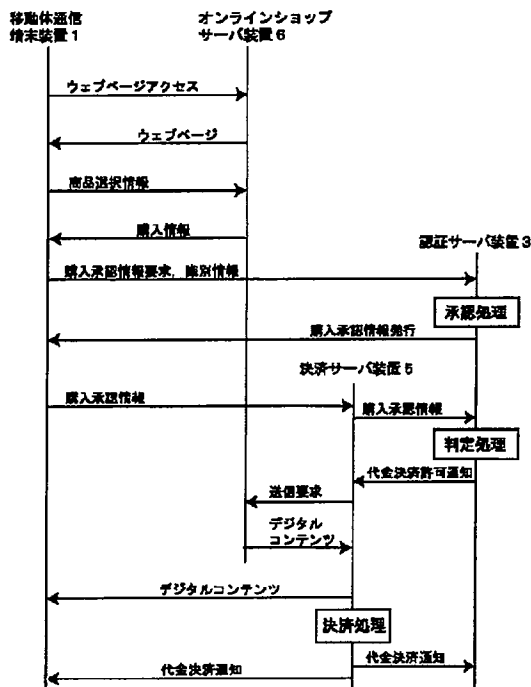 移動体通信
端末装置1
オンラインショップ
サーバ装置6
ウェブページアクセス
ウェブページ
商品選択情報
購入情報
認証サーバ装置3
購入承認情報要求，識別情報
承認処理
購入承認情報発行
決済サーバ装置5
購入承認情報
購入承認情報
判定処理
代金決済許可通知
送信要求
デジタル
コンテンツ
デジタルコンテンツ
決済処理
代金決済通知
代金決済通知